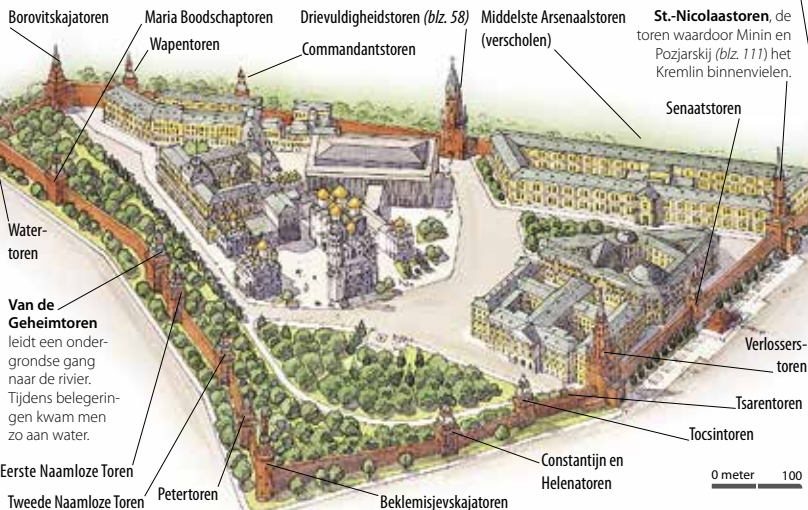 Borovitskajatoren
Maria Boodschaptoren
Drievuldigheidstoren (blz. 58)
Middelste Arsenaalstoren
(verscholen)
St.-Nicolaastoren, de
toren waardoor Minin en
Pozjarskij (blz. 111) het
Kremlin binnenvielen.
Wapentoren
Commandantstoren
Senaatstoren
Water-
toren
Van de
Geheimtoren
leidt een onder-
grondse gang
naar de rivier.
Tijdens belegerin-
gen kwam men
zo aan water.
Verlossers-
toren
Tsarentoren
Tocsintoren
Constantijn en
Helenatoren
Eerste Naamloze Toren
Tweede Naamloze Toren
Petertoren
Beklemisjevskajatoren
0 meter 100